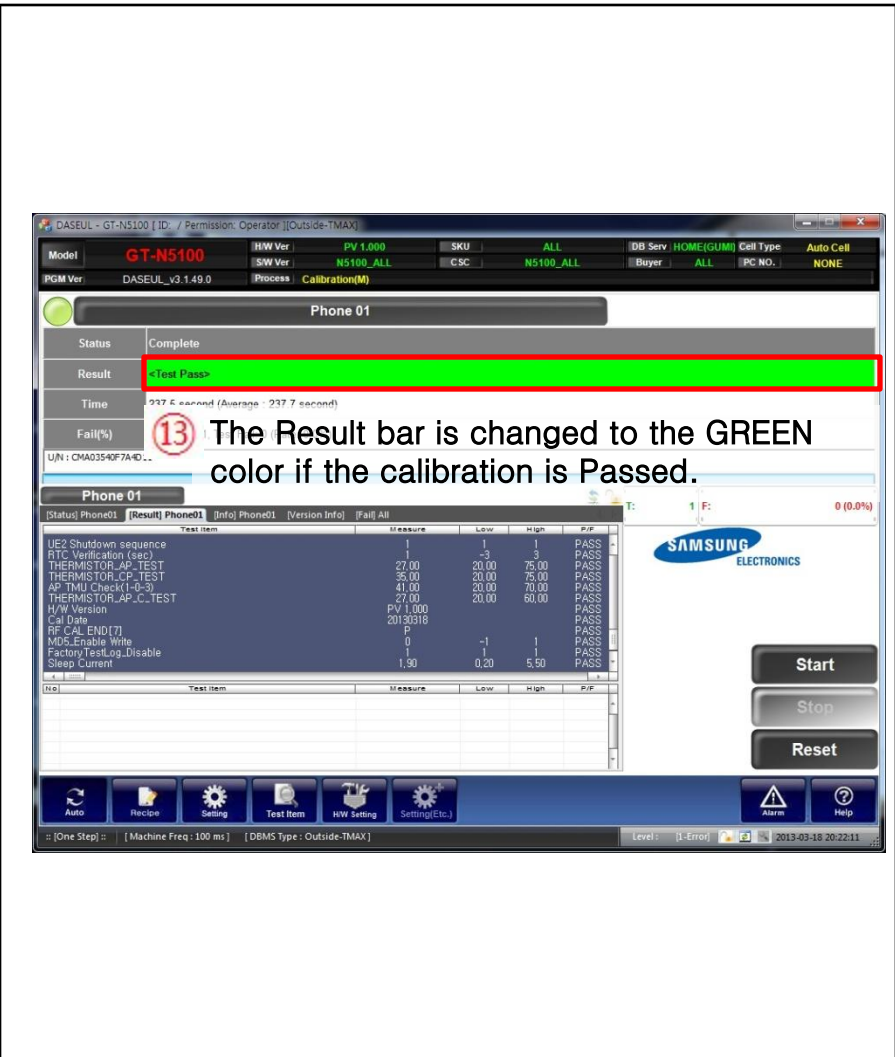 DASEUL - GT-N5100 [ ID: / Permission: Operator ][Outside-TMAX]
Model GT-N5100 H/W Ver PV 1.000 SKU ALL DB Serv HOME(GUMI) Cell Type Auto Cell
S/W Ver N5100_ALL CSC N5100_ALL Buyer ALL PC NO. NONE
PGM Ver DASEUL_v3.1.49.0 Process Calibration(M)
Phone 01
Status Complete
Result <Test Pass>
Time 237.5 second (Average : 237.7 second)
Fail(%)
⑬ The Result bar is changed to the GREEN
color if the calibration is Passed.
U/N : CMA03540F7A4D
Phone 01
T: 1 F: 0 (0.0%)
[Status] Phone01 [Result] Phone01 [Info] Phone01 [Version Info] [Fail] All
Test Item Measure Low High P/F
UE2 Shutdown sequence 1 1 1 PASS
RTC Verification (sec) 1 -3 3 PASS
THERMISTOR_AP_TEST 27,00 20,00 75,00 PASS
THERMISTOR_CP_TEST 35,00 20,00 75,00 PASS
AP TMU Check(1-0-3) 41,00 20,00 70,00 PASS
THERMISTOR_AP_C_TEST 27,00 20,00 60,00 PASS
H/W Version PV 1,000 PASS
Cal Date 20130318 PASS
RF CAL END[7] P PASS
MD5_Enable Write 0 -1 1 PASS
FactoryTestLog_Disable 1 1 1 PASS
Sleep Current 1,90 0,20 5,50 PASS
SAMSUNG
ELECTRONICS
No Test Item Measure Low High P/F
Start
Stop
Reset
Auto Recipe Setting Test Item H/W Setting Setting(Etc.) Alarm Help
:: [One Step] :: [ Machine Freq : 100 ms ] [ DBMS Type : Outside-TMAX ] Level : [1-Error] 2013-03-18 20:22:11